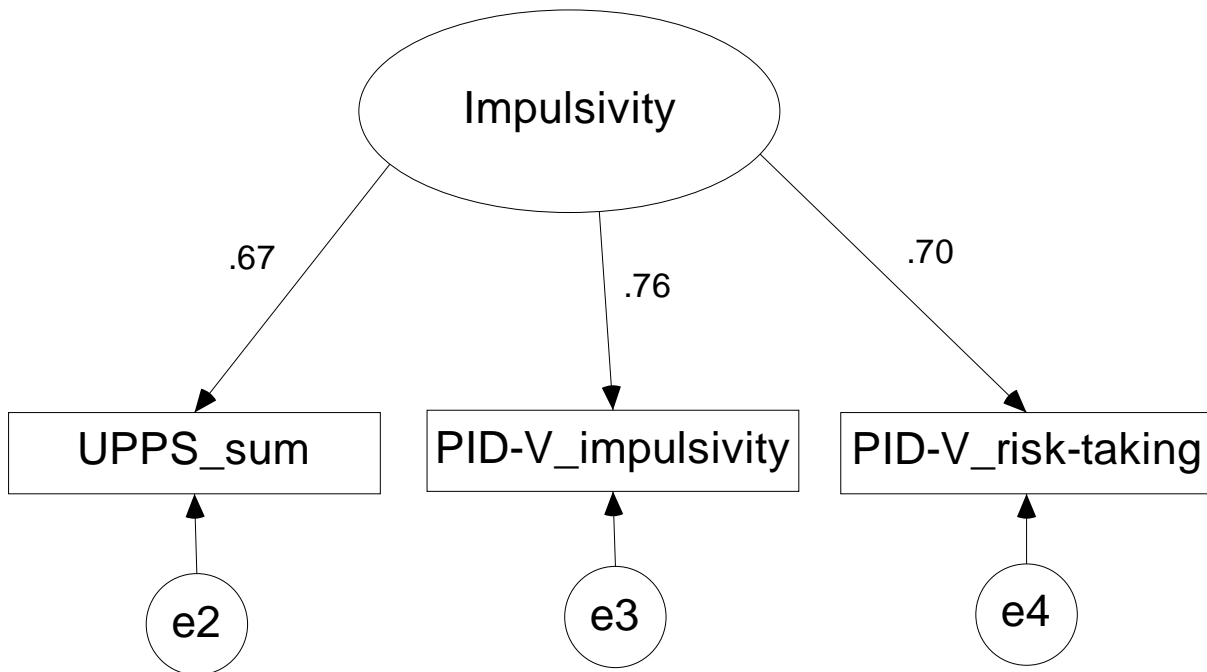 Impulsivity
.67
.76
.70
UPPS_sum
PID-V_impulsivity
PID-V_risk-taking
e2
e3
e4